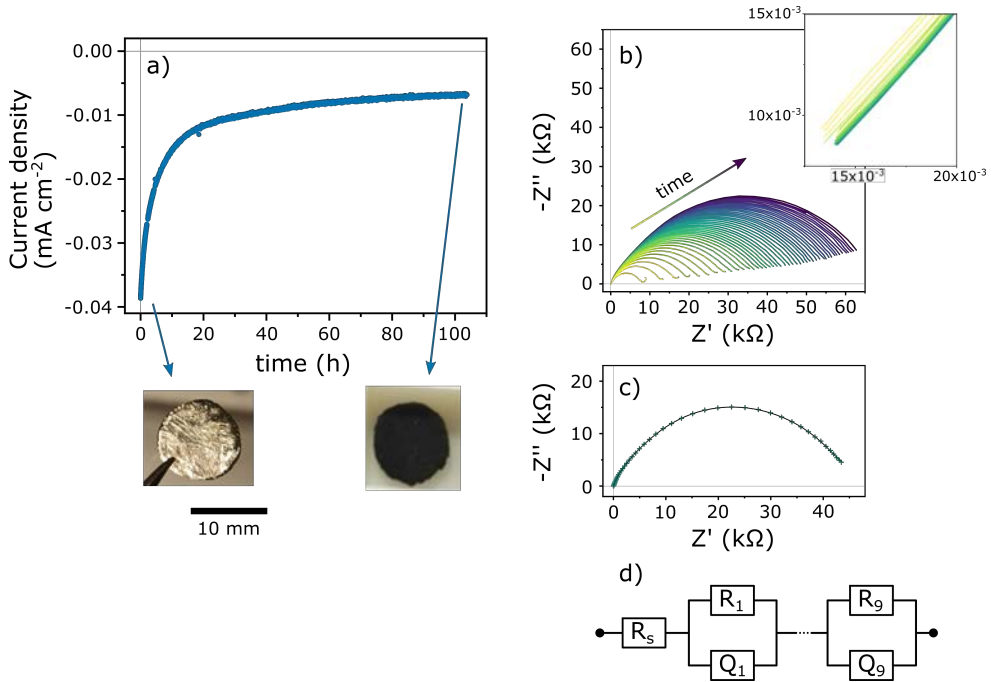 a)
0.00
-0.01
-0.02
-0.03
-0.04
Current density
(mA cm⁻²)
0 20 40 60 80 100
time (h)
10 mm
b)
60
50
40
30
20
10
0
-Z'' (kΩ)
time
0 10 20 30 40 50 60
Z' (kΩ)
15x10⁻³
10x10⁻³
15x10⁻³
20x10⁻³
c)
20
10
0
-Z'' (kΩ)
0 10 20 30 40
Z' (kΩ)
d)
Rₛ
R₁
Q₁
R₉
Q₉